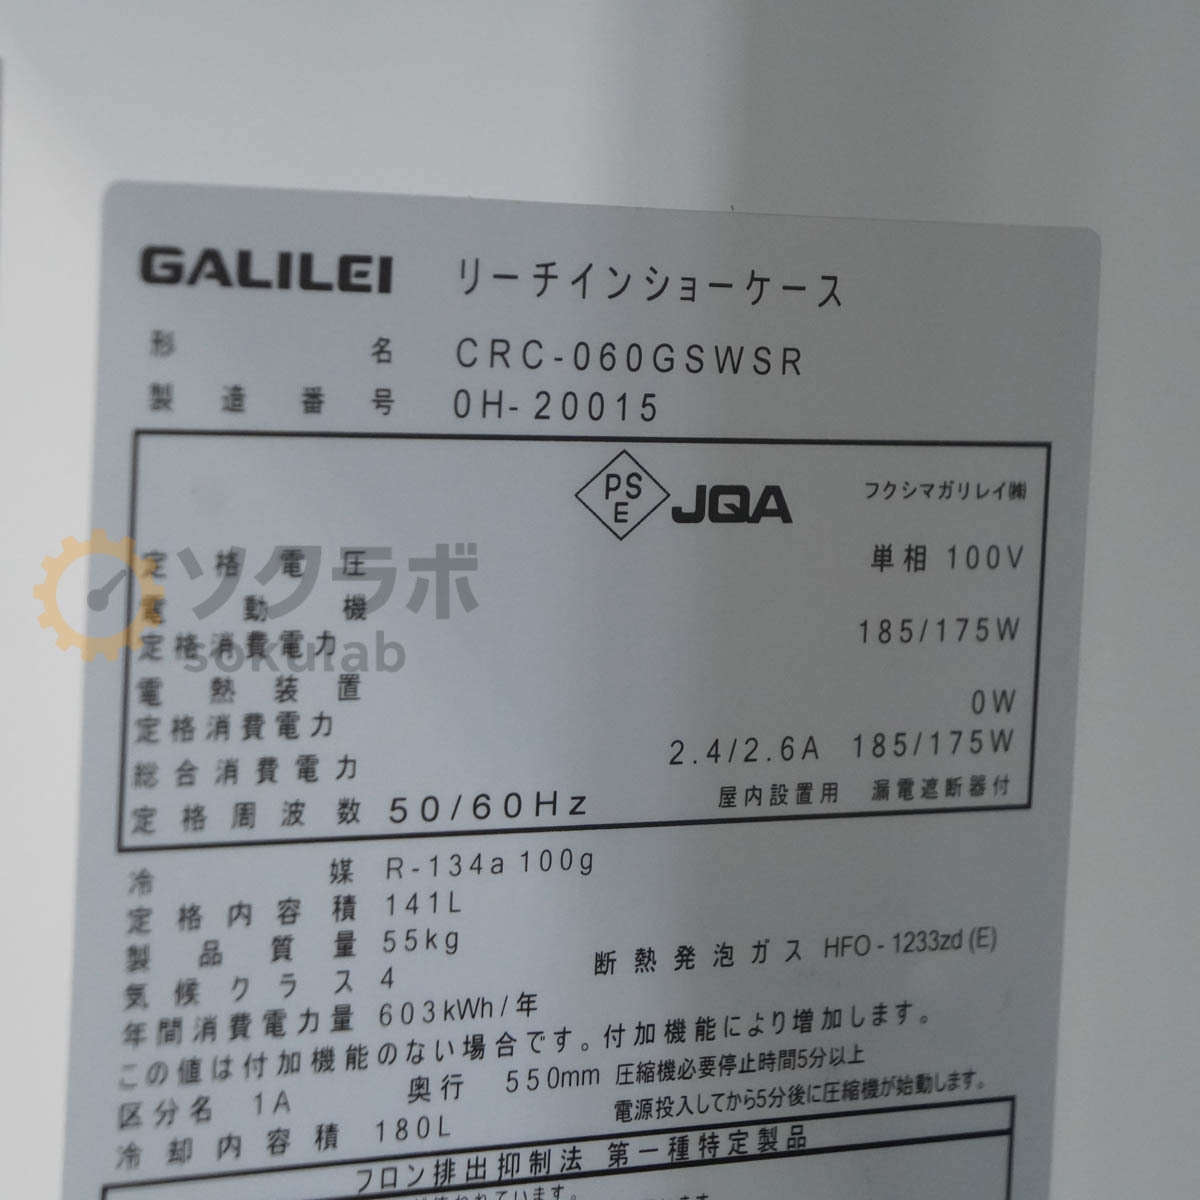 GALILEI リーチインショーケース
形名 CRC-060GSWSR
製造番号 0H-20015
PSE JQA フクシマガリレイ㈱
定格電圧 単相 100V
電動機
定格消費電力 185/175W
電熱装置
定格消費電力 0W
総合消費電力 2.4/2.6A 185/175W
定格周波数 50/60Hz 屋内設置用 漏電遮断器付
ソクラボ
sokulab
冷媒 R-134a 100g
定格内容積 141L
製品質量 55kg 断熱発泡ガス HFO-1233zd(E)
気候クラス 4
年間消費電力量 603kWh/年
この値は付加機能のない場合です。付加機能により増加します。
区分名 1A 奥行 550mm 圧縮機必要停止時間5分以上
冷却内容積 180L 電源投入してから5分後に圧縮機が始動します。
フロン排出抑制法 第一種特定製品